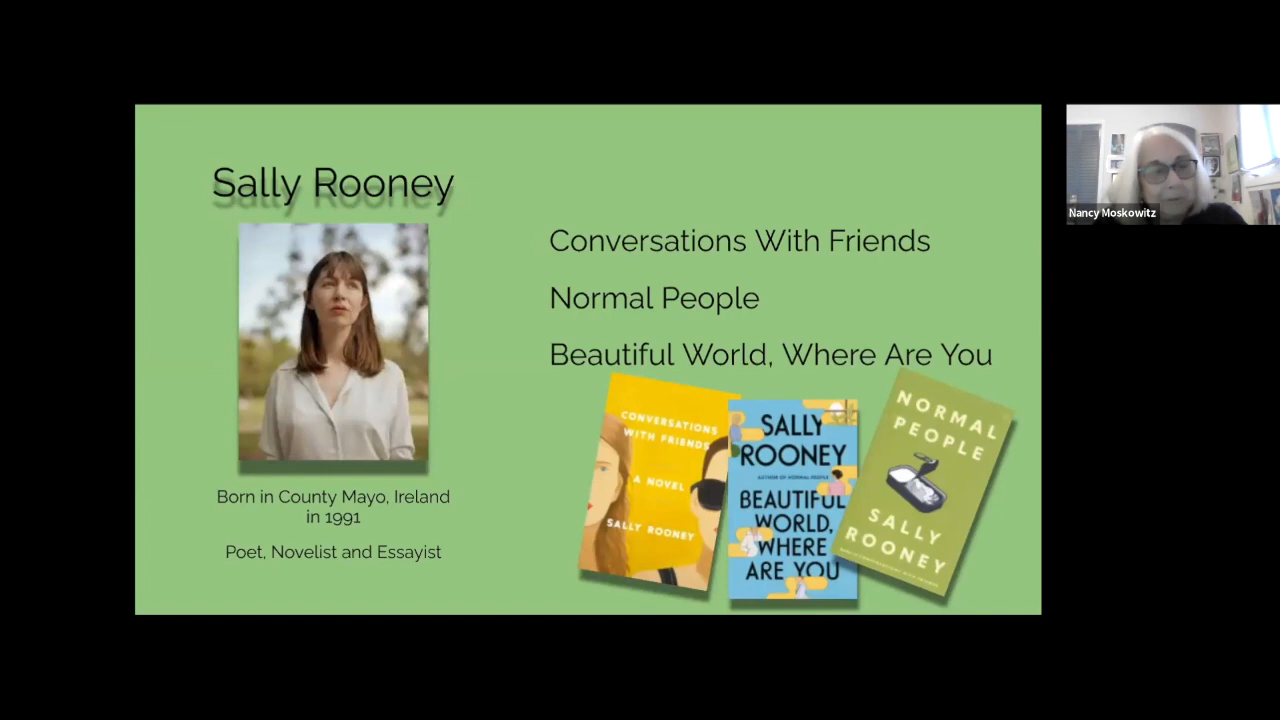 Sally Rooney
Born in County Mayo, Ireland
in 1991
Poet, Novelist and Essayist
Conversations With Friends
Normal People
Beautiful World, Where Are You
CONVERSATIONS
WITH FRIENDS
A NOVEL
SALLY ROONEY
SALLY
ROONEY
AUTHOR OF NORMAL PEOPLE
BEAUTIFUL
WORLD,
WHERE
ARE YOU
NORMAL
PEOPLE
SALLY
ROONEY
Nancy Moskowitz